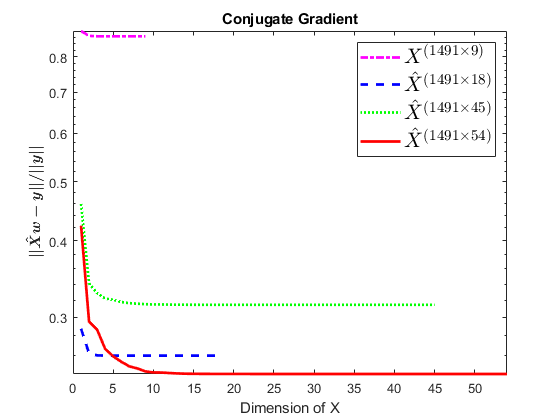 Conjugate Gradient
||X̂w − y||/||y||
0.8
0.7
0.6
0.5
0.4
0.3
X^(1491×9)
X̂^(1491×18)
X̂^(1491×45)
X̂^(1491×54)
0 5 10 15 20 25 30 35 40 45 50
Dimension of X